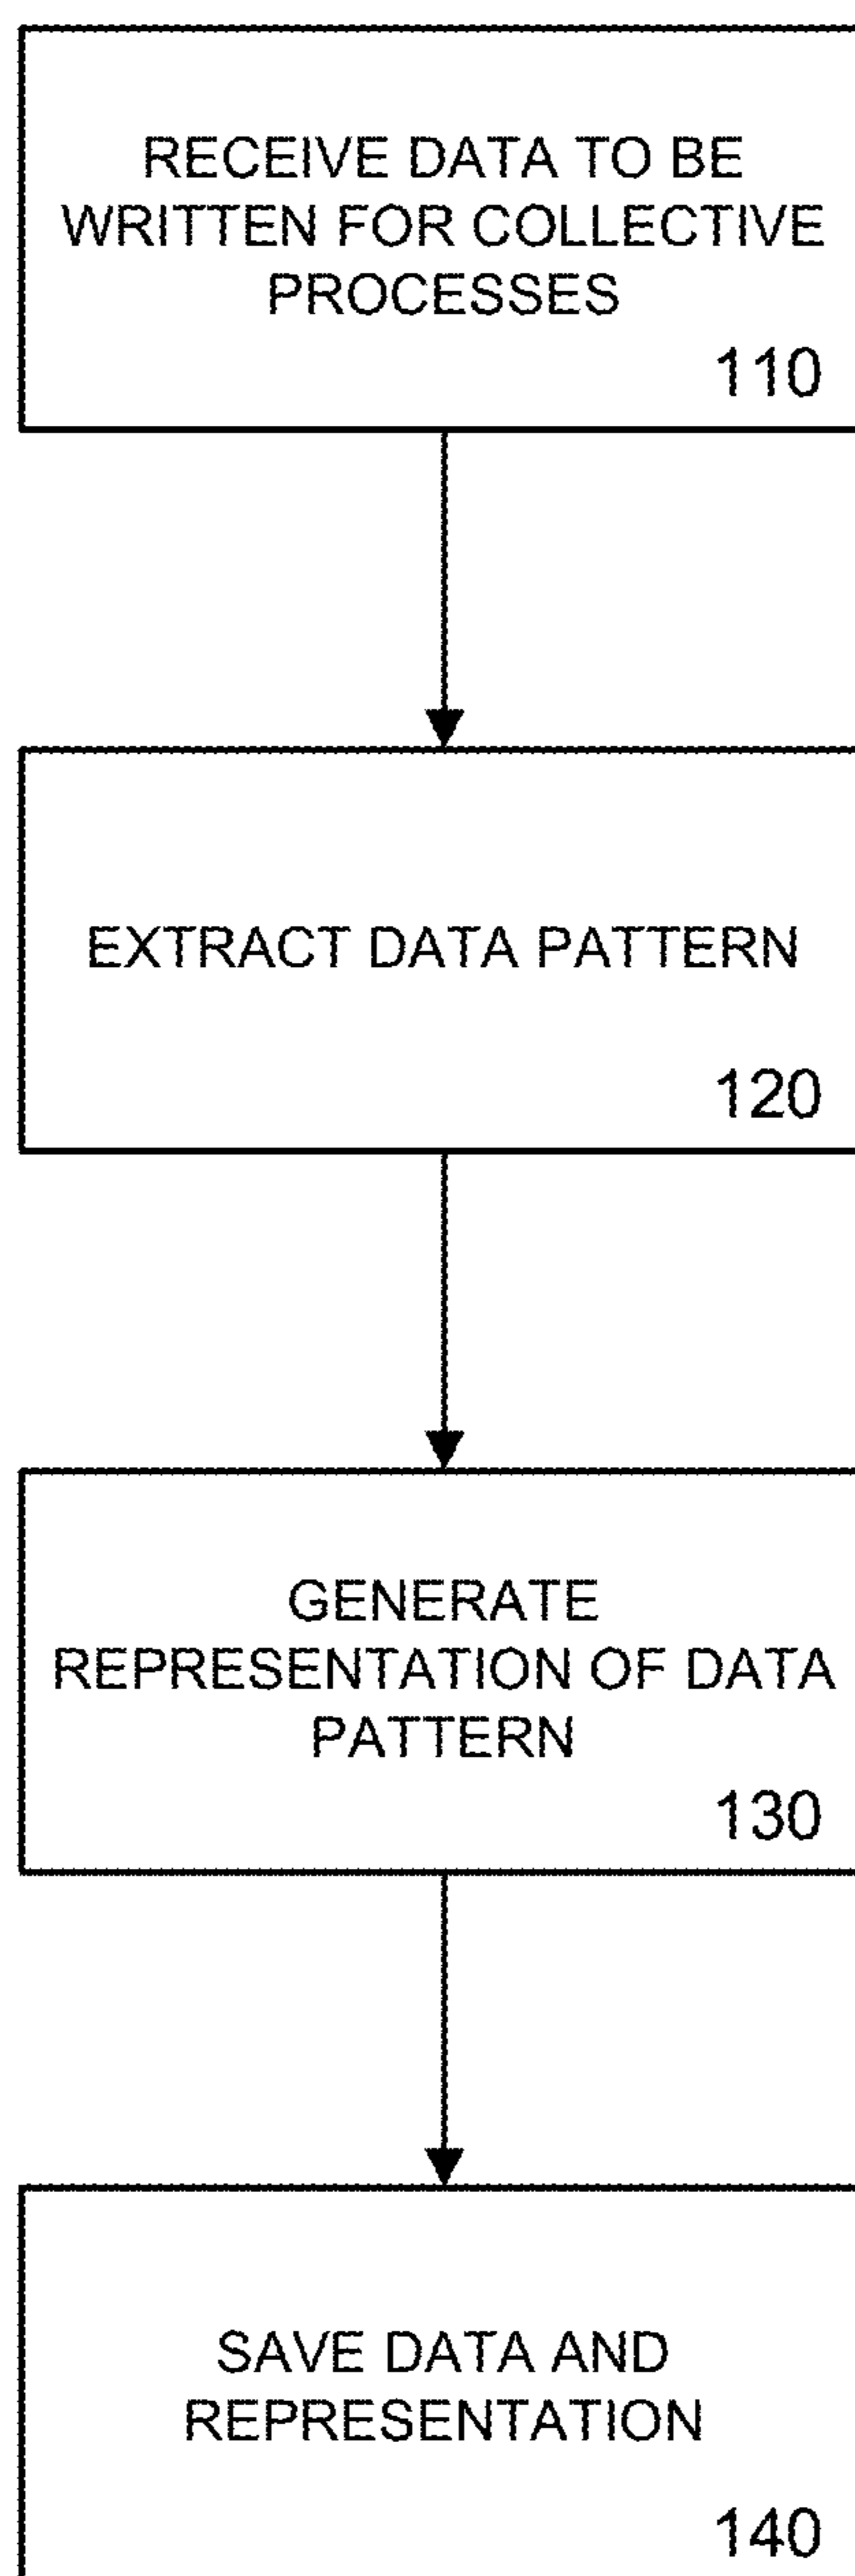 RECEIVE DATA TO BE
WRITTEN FOR COLLECTIVE
PROCESSES
110
EXTRACT DATA PATTERN
120
GENERATE
REPRESENTATION OF DATA
PATTERN
130
SAVE DATA AND
REPRESENTATION
140